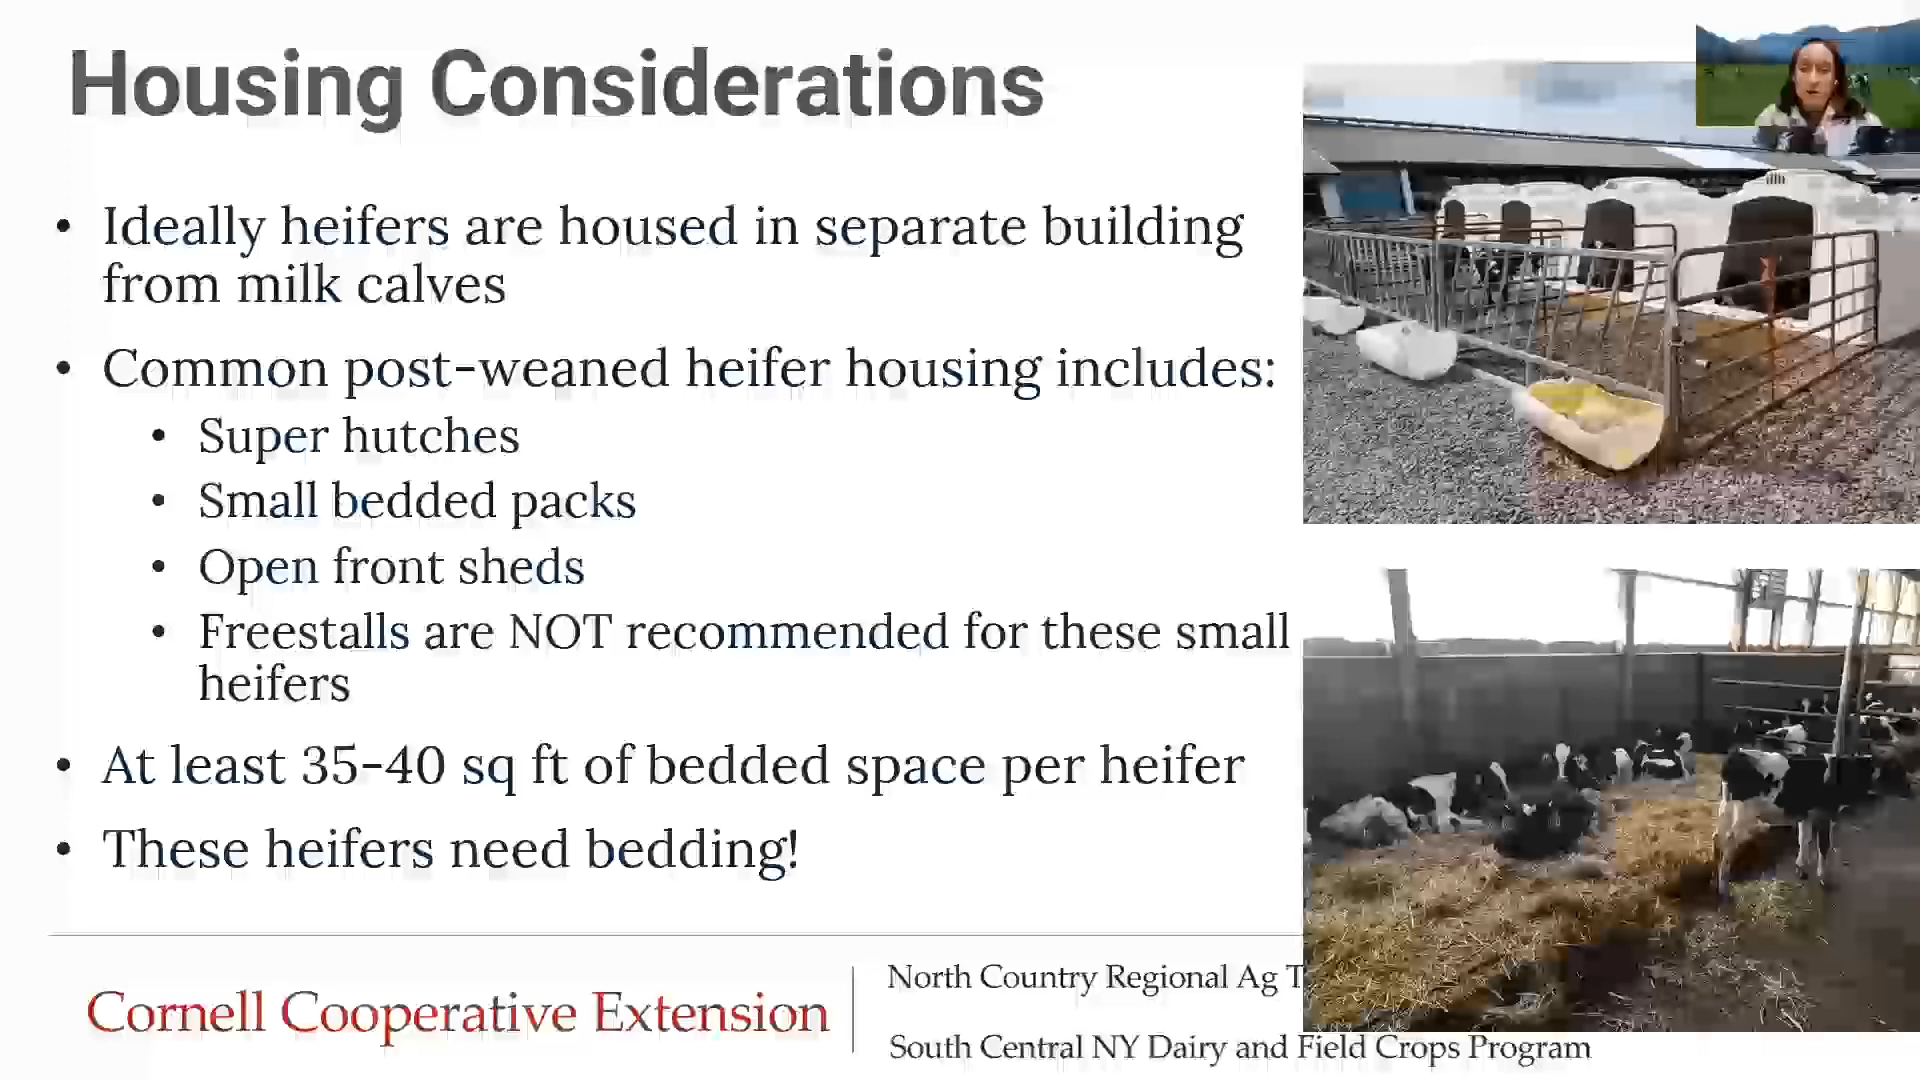 Housing Considerations
• Ideally heifers are housed in separate building
from milk calves
• Common post-weaned heifer housing includes:
• Super hutches
• Small bedded packs
• Open front sheds
• Freestalls are NOT recommended for these small
heifers
• At least 35-40 sq ft of bedded space per heifer
• These heifers need bedding!
Cornell Cooperative Extension
North Country Regional Ag T
South Central NY Dairy and Field Crops Program